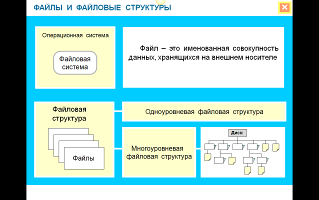 ФАЙЛЫ И ФАЙЛОВЫЕ СТРУКТУРЫ
Операционная система
Файловая
система
Файл – это именованная совокупность
данных, хранящихся на внешнем носителе
Файловая
структура
Файлы
Одноуровневая файловая структура
Многоуровневая
файловая структура
Диск